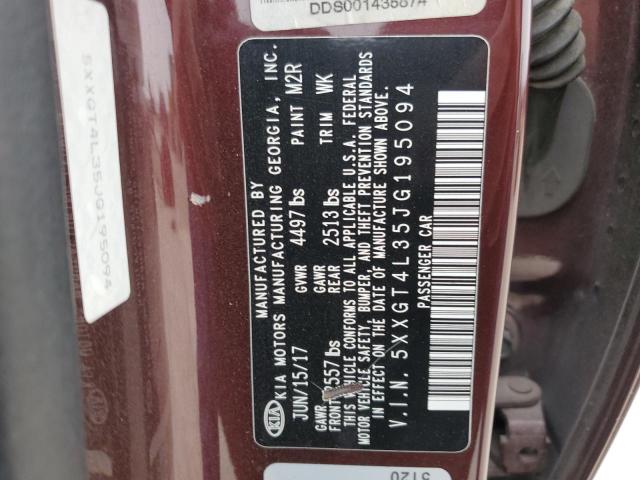 DDS001435874
KIA
MANUFACTURED BY
KIA MOTORS MANUFACTURING GEORGIA, INC.
JUN/15/17 GVWR 4497 lbs PAINT M2R
GAWR FRONT 2557 lbs GAWR REAR 2513 lbs TRIM WK
THIS VEHICLE CONFORMS TO ALL APPLICABLE U.S.A. FEDERAL
MOTOR VEHICLE SAFETY, BUMPER, AND THEFT PREVENTION STANDARDS
IN EFFECT ON THE DATE OF MANUFACTURE SHOWN ABOVE.
V.I.N. 5XXGT4L35JG195094
PASSENGER CAR
5XXGT4L35JG195094
5120